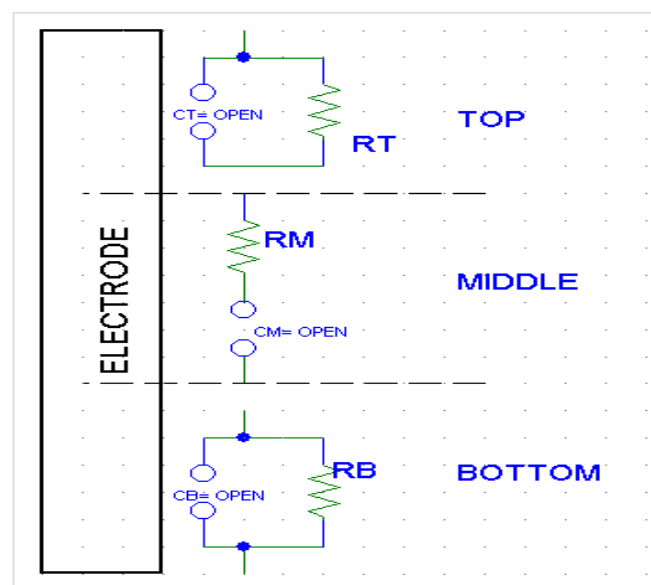 CT= OPEN
RT
TOP
ELECTRODE
RM
CM= OPEN
MIDDLE
RB
CB= OPEN
BOTTOM